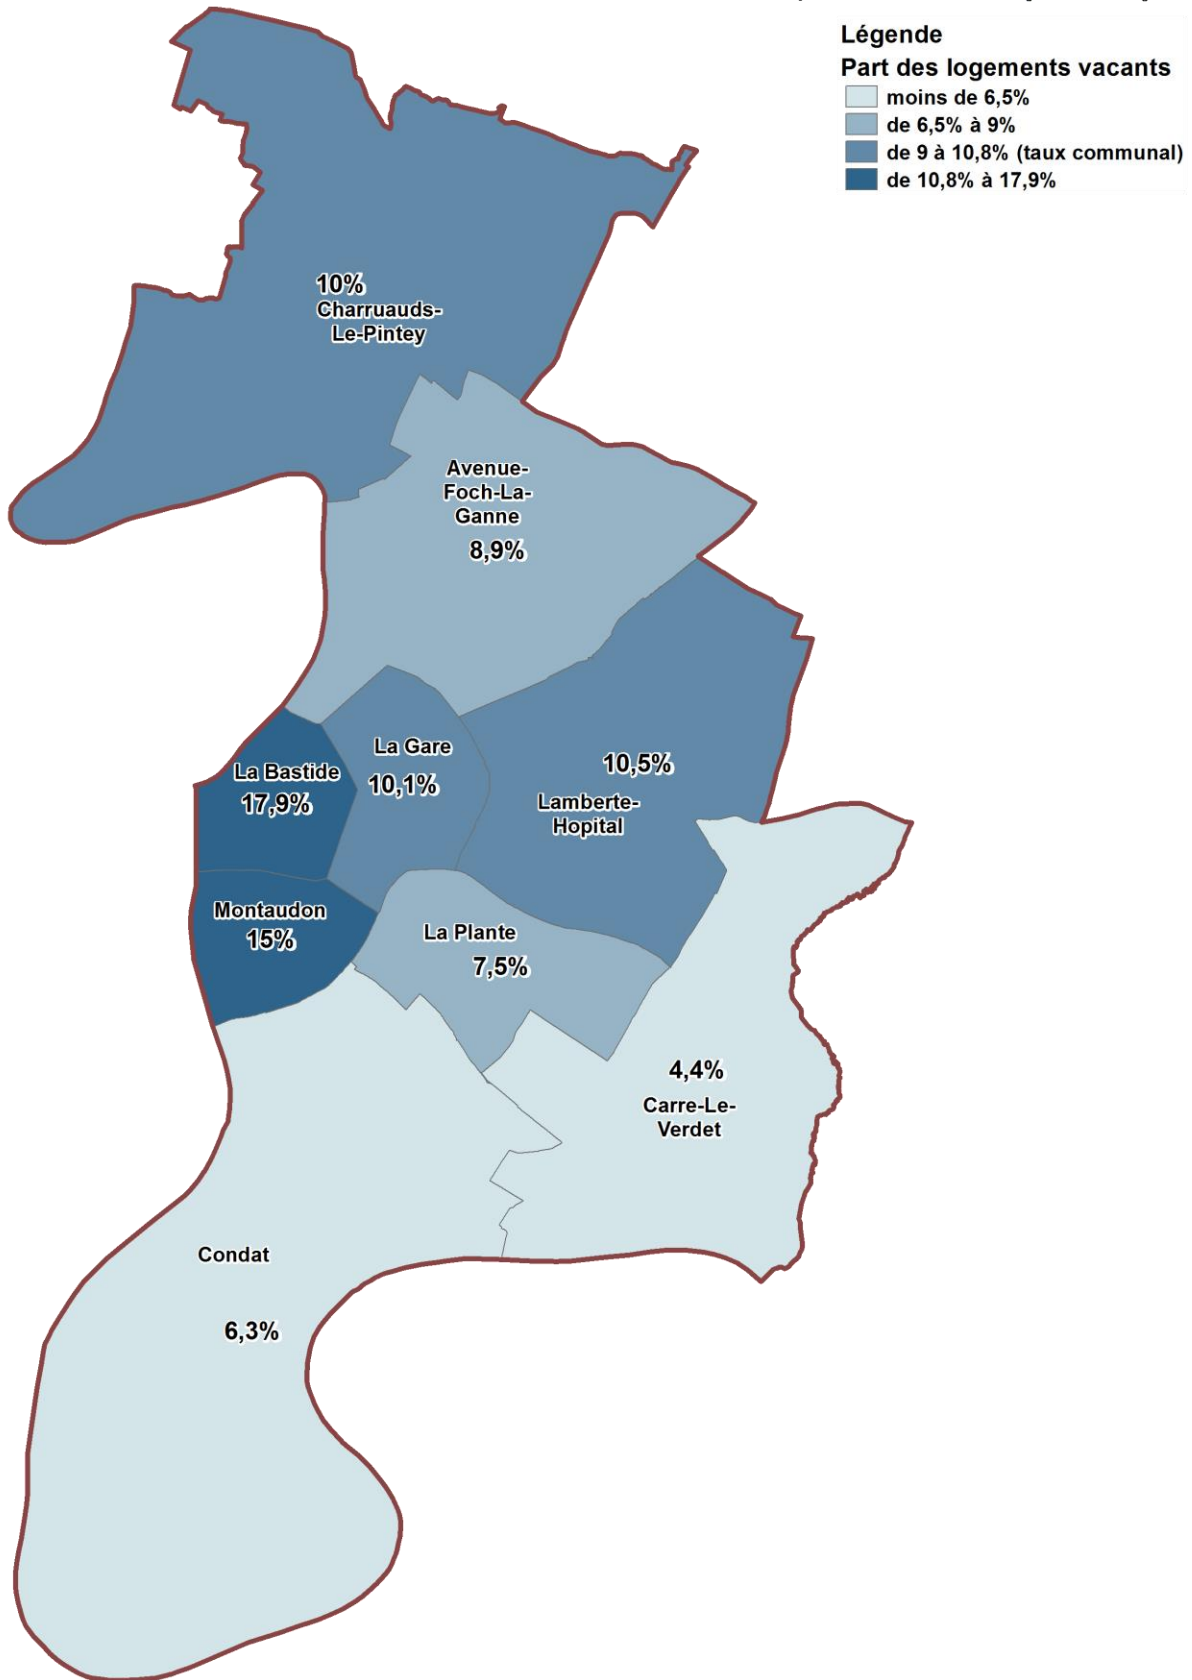 Légende
Part des logements vacants
moins de 6,5%
de 6,5% à 9%
de 9 à 10,8% (taux communal)
de 10,8% à 17,9%
10%
Charruauds-
Le-Pintey
Avenue-
Foch-La-
Ganne
8,9%
La Gare
10,1%
La Bastide
17,9%
10,5%
Lamberte-
Hopital
Montaudon
15%
La Plante
7,5%
4,4%
Carre-Le-
Verdet
Condat
6,3%